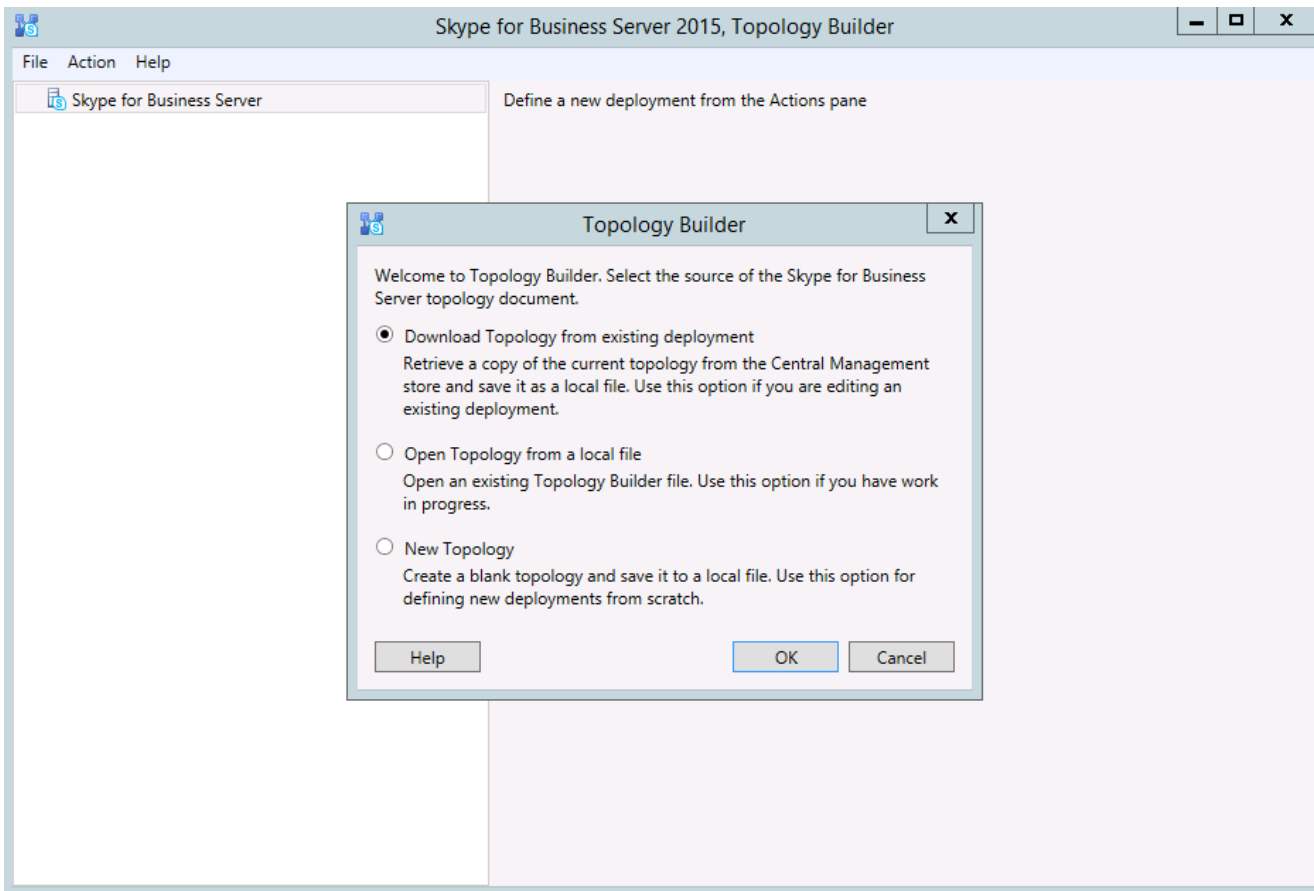 Skype for Business Server 2015, Topology Builder
File Action Help
Skype for Business Server
Define a new deployment from the Actions pane
Topology Builder
Welcome to Topology Builder. Select the source of the Skype for Business
Server topology document.
Download Topology from existing deployment
Retrieve a copy of the current topology from the Central Management
store and save it as a local file. Use this option if you are editing an
existing deployment.
Open Topology from a local file
Open an existing Topology Builder file. Use this option if you have work
in progress.
New Topology
Create a blank topology and save it to a local file. Use this option for
defining new deployments from scratch.
Help OK Cancel